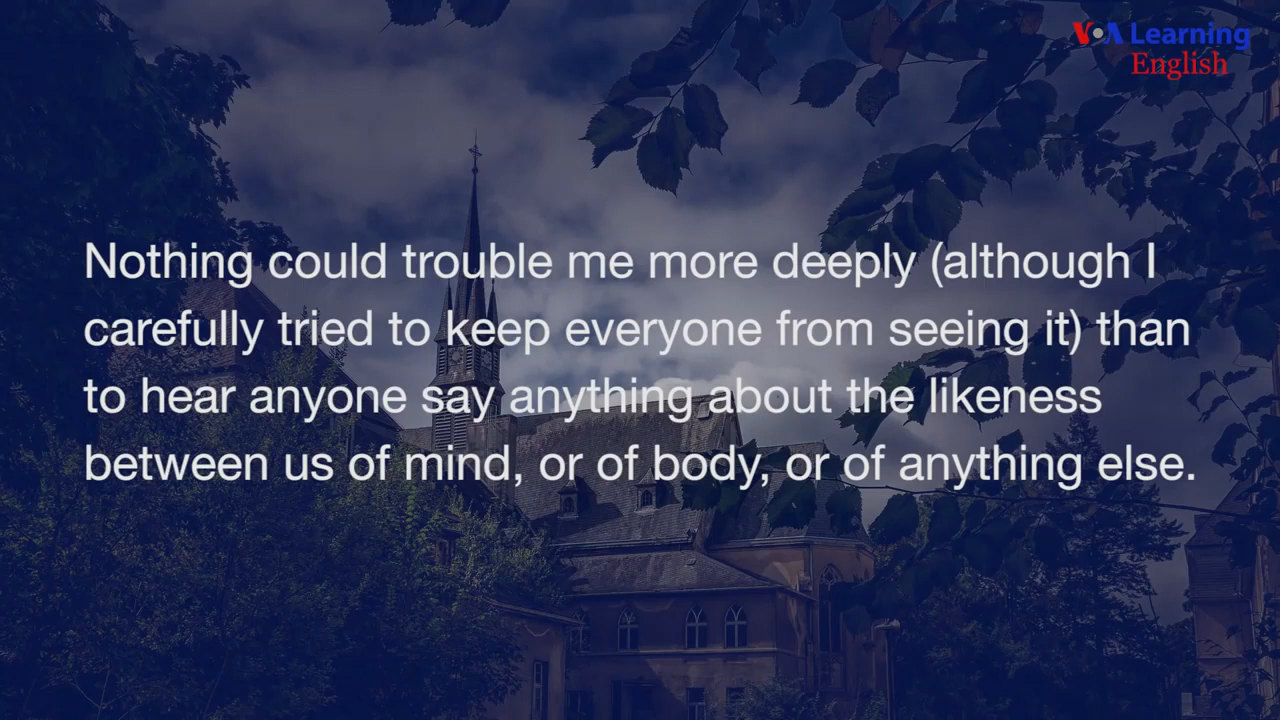 VOA Learning
English
Nothing could trouble me more deeply (although I
carefully tried to keep everyone from seeing it) than
to hear anyone say anything about the likeness
between us of mind, or of body, or of anything else.